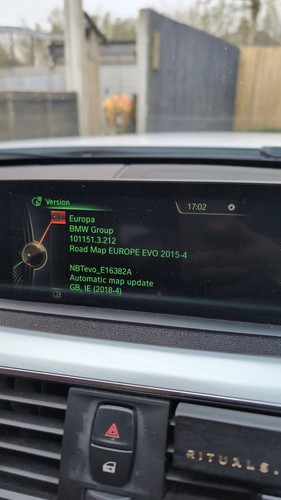 Version
17:02
Europa
BMW Group
101151.3.212
Road Map EUROPE EVO 2015-4
NBTevo_E16382A
Automatic map update
GB, IE (2018-4)
RITUALS.